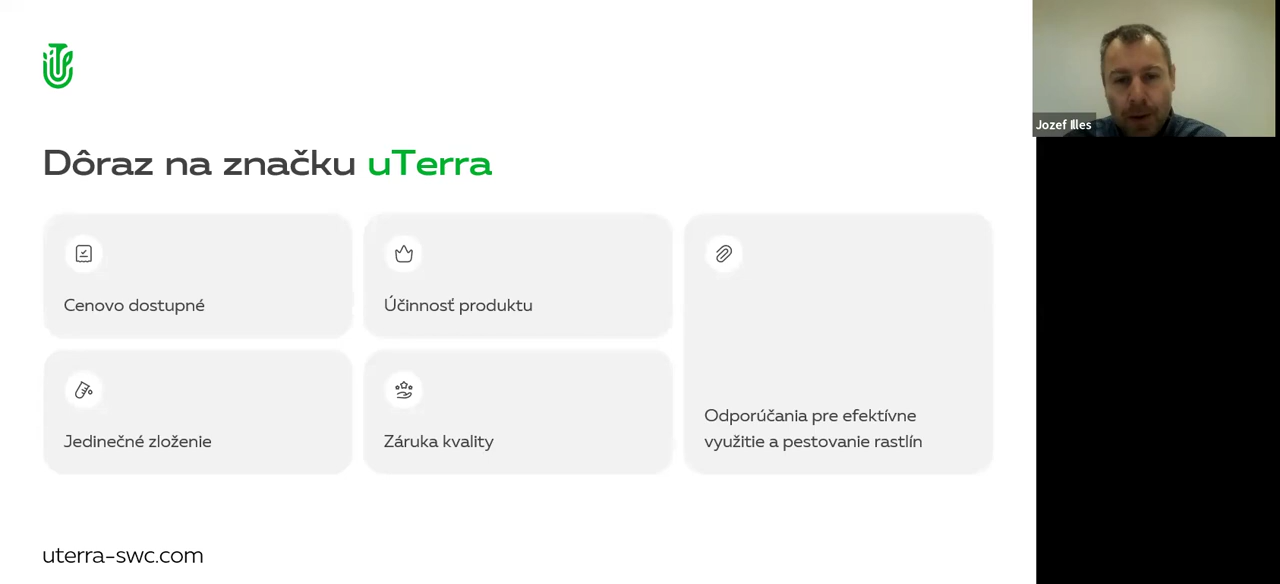 Dôraz na značku uTerra
Cenovo dostupné
Účinnosť produktu
Jedinečné zloženie
Záruka kvality
Odporúčania pre efektívne
využitie a pestovanie rastlín
uterra-swc.com
Jozef Illes